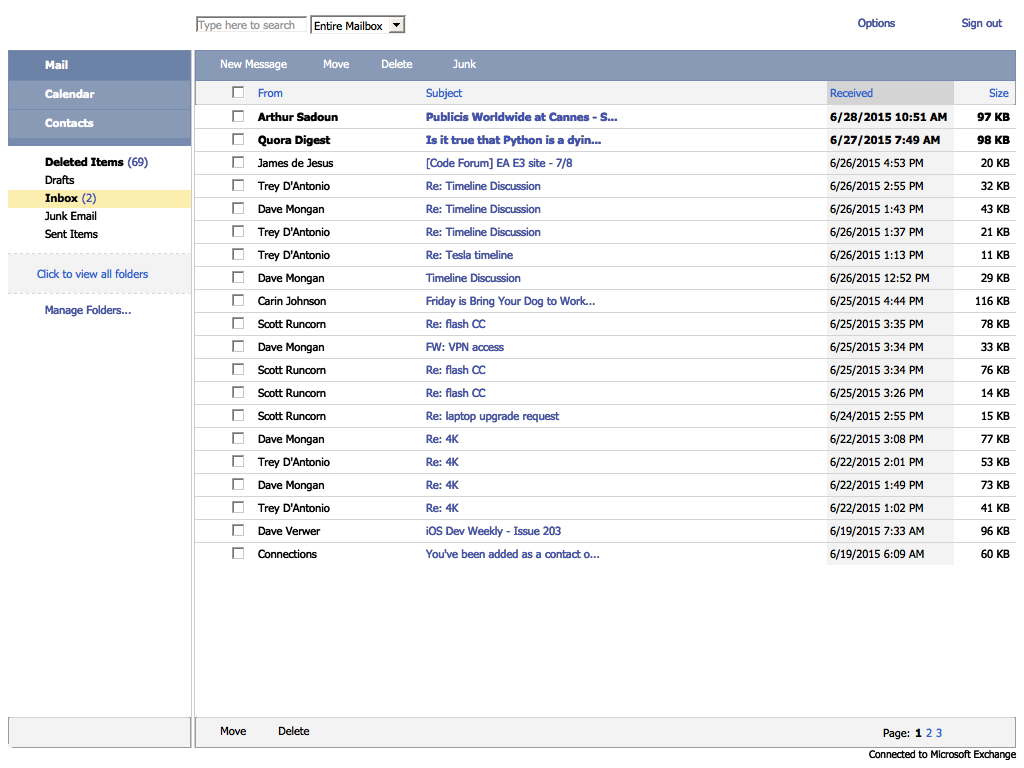 Type here to search Entire Mailbox Options Sign out
Mail
Calendar
Contacts
Deleted Items (69)
Drafts
Inbox (2)
Junk Email
Sent Items
Click to view all folders
Manage Folders...
New Message Move Delete Junk
From Subject Received Size
Arthur Sadoun Publicis Worldwide at Cannes - S... 6/28/2015 10:51 AM 97 KB
Quora Digest Is it true that Python is a dyin... 6/27/2015 7:49 AM 98 KB
James de Jesus [Code Forum] EA E3 site - 7/8 6/26/2015 4:53 PM 20 KB
Trey D'Antonio Re: Timeline Discussion 6/26/2015 2:55 PM 32 KB
Dave Mongan Re: Timeline Discussion 6/26/2015 1:43 PM 43 KB
Trey D'Antonio Re: Timeline Discussion 6/26/2015 1:37 PM 21 KB
Trey D'Antonio Re: Tesla timeline 6/26/2015 1:13 PM 11 KB
Dave Mongan Timeline Discussion 6/26/2015 12:52 PM 29 KB
Carin Johnson Friday is Bring Your Dog to Work... 6/25/2015 4:44 PM 116 KB
Scott Runcorn Re: flash CC 6/25/2015 3:35 PM 78 KB
Dave Mongan FW: VPN access 6/25/2015 3:34 PM 33 KB
Scott Runcorn Re: flash CC 6/25/2015 3:34 PM 76 KB
Scott Runcorn Re: flash CC 6/25/2015 3:26 PM 14 KB
Scott Runcorn Re: laptop upgrade request 6/24/2015 2:55 PM 15 KB
Dave Mongan Re: 4K 6/22/2015 3:08 PM 77 KB
Trey D'Antonio Re: 4K 6/22/2015 2:01 PM 53 KB
Dave Mongan Re: 4K 6/22/2015 1:49 PM 73 KB
Trey D'Antonio Re: 4K 6/22/2015 1:02 PM 41 KB
Dave Verwer iOS Dev Weekly - Issue 203 6/19/2015 7:33 AM 96 KB
Connections You've been added as a contact o... 6/19/2015 6:09 AM 60 KB
Move Delete Page: 1 2 3
Connected to Microsoft Exchange